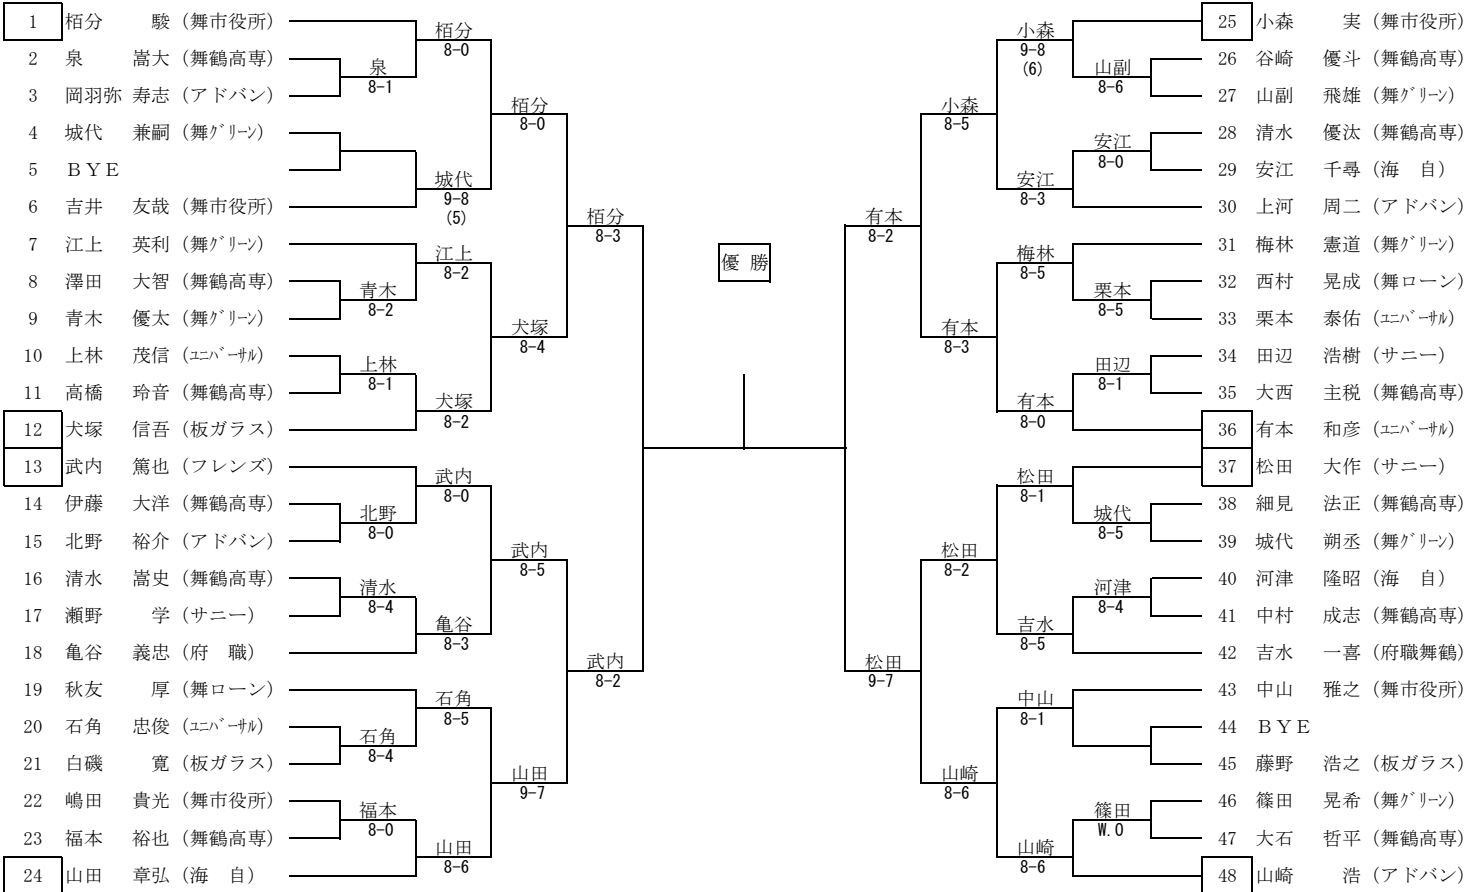 1 栢分 駿 (舞市役所)
2 泉 嵩大 (舞鶴高専)
3 岡羽弥 寿志 (アドバン)
4 城代 兼嗣 (舞グリーン)
5 BYE
6 吉井 友哉 (舞市役所)
7 江上 英利 (舞グリーン)
8 澤田 大智 (舞鶴高専)
9 青木 優太 (舞グリーン)
10 上林 茂信 (ユニバーサル)
11 高橋 玲音 (舞鶴高専)
12 犬塚 信吾 (板ガラス)
13 武内 篤也 (フレンズ)
14 伊藤 大洋 (舞鶴高専)
15 北野 裕介 (アドバン)
16 清水 嵩史 (舞鶴高専)
17 瀬野 学 (サニー)
18 亀谷 義忠 (府 職)
19 秋友 厚 (舞ローン)
20 石角 忠俊 (ユニバーサル)
21 白磯 寛 (板ガラス)
22 嶋田 貴光 (舞市役所)
23 福本 裕也 (舞鶴高専)
24 山田 章弘 (海 自)
泉
8-1
青木
8-2
上林
8-1
北野
8-0
清水
8-4
石角
8-4
福本
8-0
栢分
8-0
城代
9-8
(5)
江上
8-2
犬塚
8-2
武内
8-0
亀谷
8-3
石角
8-5
山田
8-6
栢分
8-0
犬塚
8-4
武内
8-5
山田
9-7
栢分
8-3
武内
8-2
優 勝
有本
8-2
松田
9-7
小森
8-5
有本
8-3
松田
8-2
山崎
8-6
小森
9-8
(6)
安江
8-3
梅林
8-5
有本
8-0
松田
8-1
吉水
8-5
中山
8-1
山崎
8-6
山副
8-6
安江
8-0
栗本
8-5
田辺
8-1
城代
8-5
河津
8-4
篠田
W.O
25 小森 実 (舞市役所)
26 谷崎 優斗 (舞鶴高専)
27 山副 飛雄 (舞グリーン)
28 清水 優汰 (舞鶴高専)
29 安江 千尋 (海 自)
30 上河 周二 (アドバン)
31 梅林 憲道 (舞グリーン)
32 西村 晃成 (舞ローン)
33 栗本 泰佑 (ユニバーサル)
34 田辺 浩樹 (サニー)
35 大西 主税 (舞鶴高専)
36 有本 和彦 (ユニバーサル)
37 松田 大作 (サニー)
38 細見 法正 (舞鶴高専)
39 城代 朔丞 (舞グリーン)
40 河津 隆昭 (海 自)
41 中村 成志 (舞鶴高専)
42 吉水 一喜 (府職舞鶴)
43 中山 雅之 (舞市役所)
44 BYE
45 藤野 浩之 (板ガラス)
46 篠田 晃希 (舞グリーン)
47 大石 哲平 (舞鶴高専)
48 山崎 浩 (アドバン)